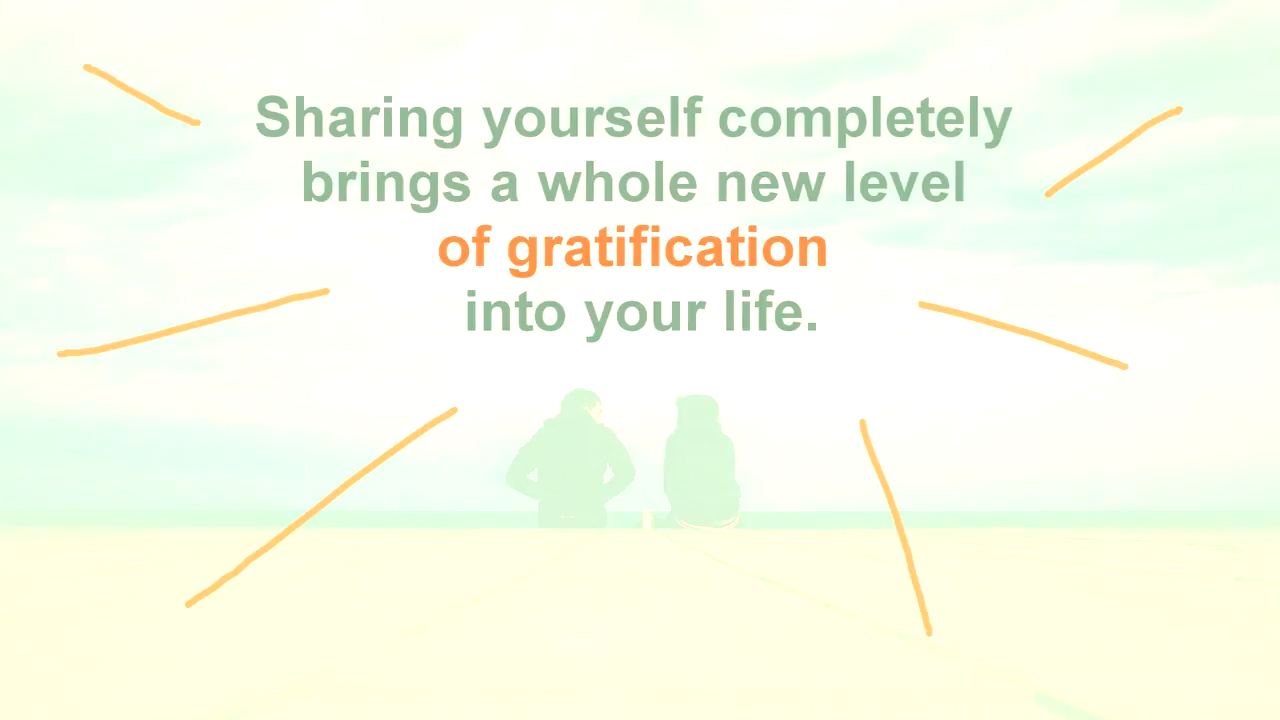 Sharing yourself completely
brings a whole new level
of gratification
into your life.